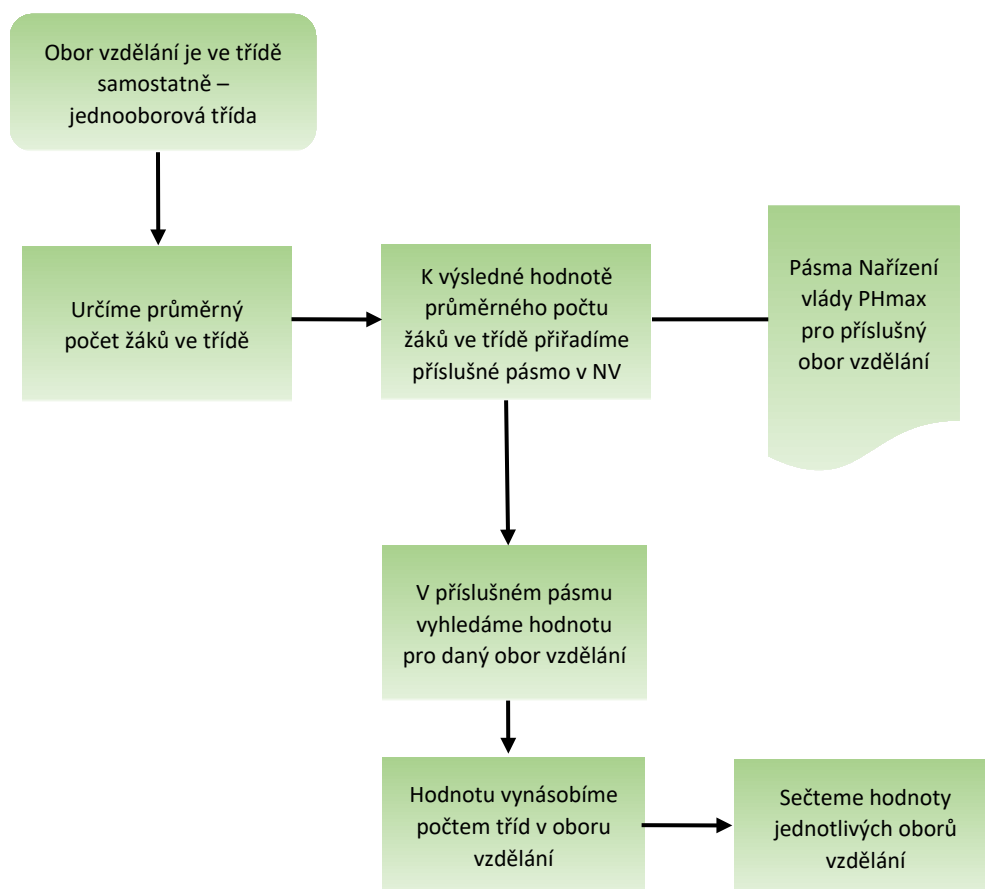 Obor vzdělání je ve třídě
samostatně –
jednooborová třída
Určíme průměrný
počet žáků ve třídě
K výsledné hodnotě
průměrného počtu
žáků ve třídě přiřadíme
příslušné pásmo v NV
Pásma Nařízení
vlády PHmax
pro příslušný
obor vzdělání
V příslušném pásmu
vyhledáme hodnotu
pro daný obor vzdělání
Hodnotu vynásobíme
počtem tříd v oboru
vzdělání
Sečteme hodnoty
jednotlivých oborů
vzdělání